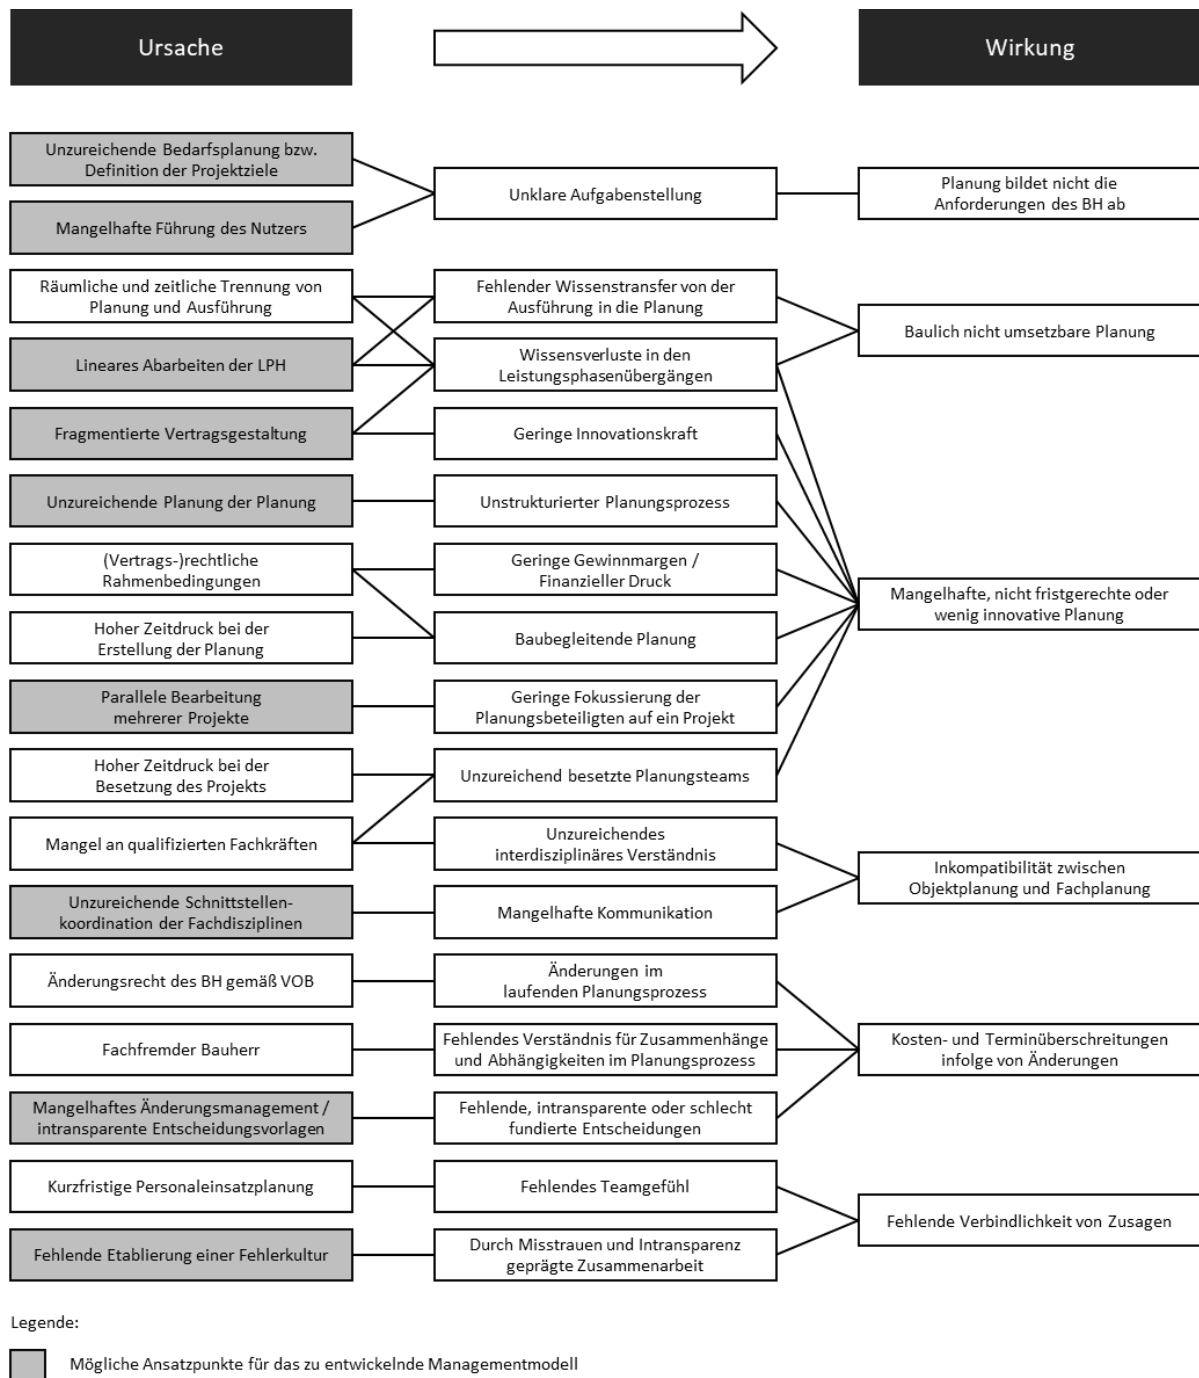 Ursache
Wirkung
Unzureichende Bedarfsplanung bzw.
Definition der Projektziele
Unklare Aufgabenstellung
Planung bildet nicht die
Anforderungen des BH ab
Mangelhafte Führung des Nutzers
Räumliche und zeitliche Trennung von
Planung und Ausführung
Fehlender Wissenstransfer von der
Ausführung in die Planung
Baulich nicht umsetzbare Planung
Lineares Abarbeiten der LPH
Wissensverluste in den
Leistungsphasenübergängen
Fragmentierte Vertragsgestaltung
Geringe Innovationskraft
Unzureichende Planung der Planung
Unstrukturierter Planungsprozess
(Vertrags-)rechtliche
Rahmenbedingungen
Geringe Gewinnmargen /
Finanzieller Druck
Mangelhafte, nicht fristgerechte oder
wenig innovative Planung
Hoher Zeitdruck bei der
Erstellung der Planung
Baubegleitende Planung
Parallele Bearbeitung
mehrerer Projekte
Geringe Fokussierung der
Planungsbeteiligten auf ein Projekt
Hoher Zeitdruck bei der
Besetzung des Projekts
Unzureichend besetzte Planungsteams
Mangel an qualifizierten Fachkräften
Unzureichendes
interdisziplinäres Verständnis
Inkompatibilität zwischen
Objektplanung und Fachplanung
Unzureichende Schnittstellen-
koordination der Fachdisziplinen
Mangelhafte Kommunikation
Änderungsrecht des BH gemäß VOB
Änderungen im
laufenden Planungsprozess
Fachfremder Bauherr
Fehlendes Verständnis für Zusammenhänge
und Abhängigkeiten im Planungsprozess
Kosten- und Terminüberschreitungen
infolge von Änderungen
Mangelhaftes Änderungsmanagement /
intransparente Entscheidungsvorlagen
Fehlende, intransparente oder schlecht
fundierte Entscheidungen
Kurzfristige Personaleinsatzplanung
Fehlendes Teamgefühl
Fehlende Verbindlichkeit von Zusagen
Fehlende Etablierung einer Fehlerkultur
Durch Misstrauen und Intransparenz
geprägte Zusammenarbeit
Legende:
Mögliche Ansatzpunkte für das zu entwickelnde Managementmodell